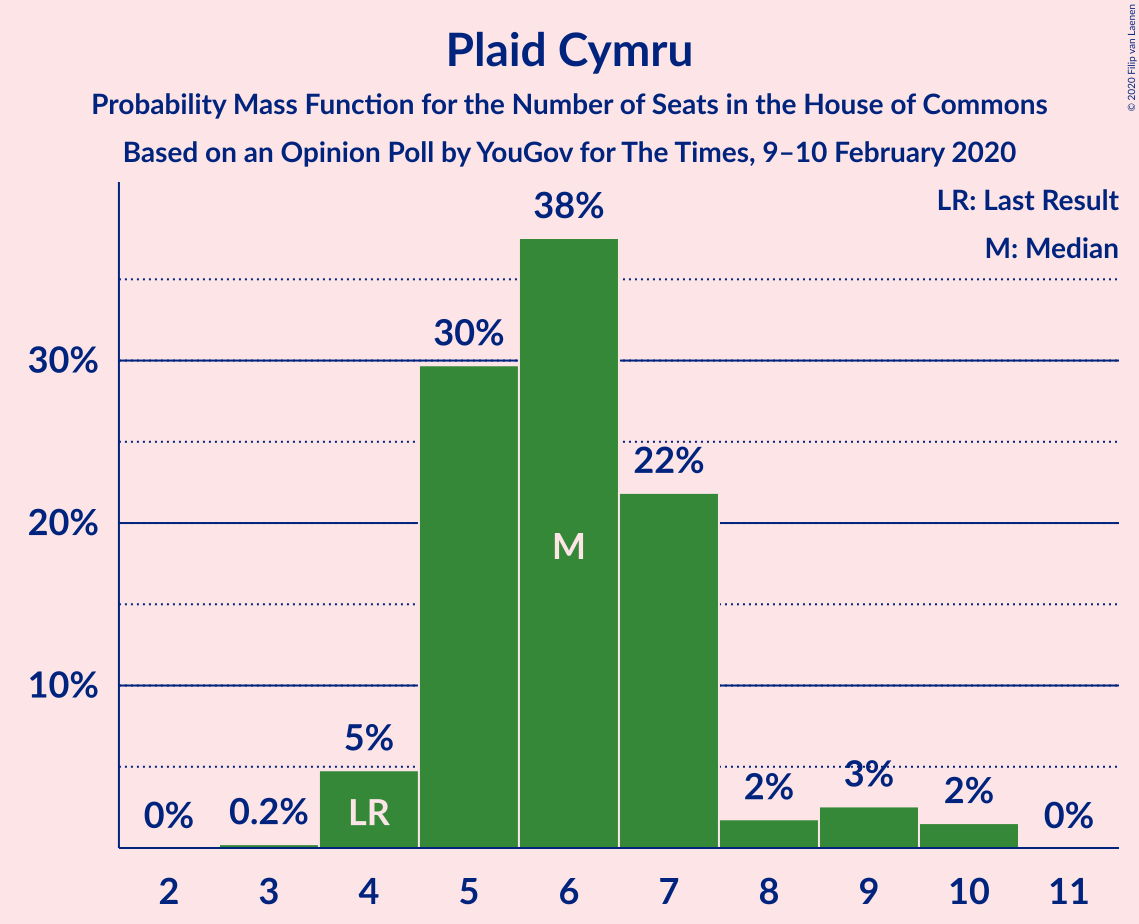 Plaid Cymru
Probability Mass Function for the Number of Seats in the House of Commons
Based on an Opinion Poll by YouGov for The Times, 9–10 February 2020
© 2020 Filip van Laenen
LR: Last Result
M: Median
38%
30%
30%
22%
20%
M
10%
5%
3%
2%
2%
0%
0.2%
LR
0%
2 3 4 5 6 7 8 9 10 11